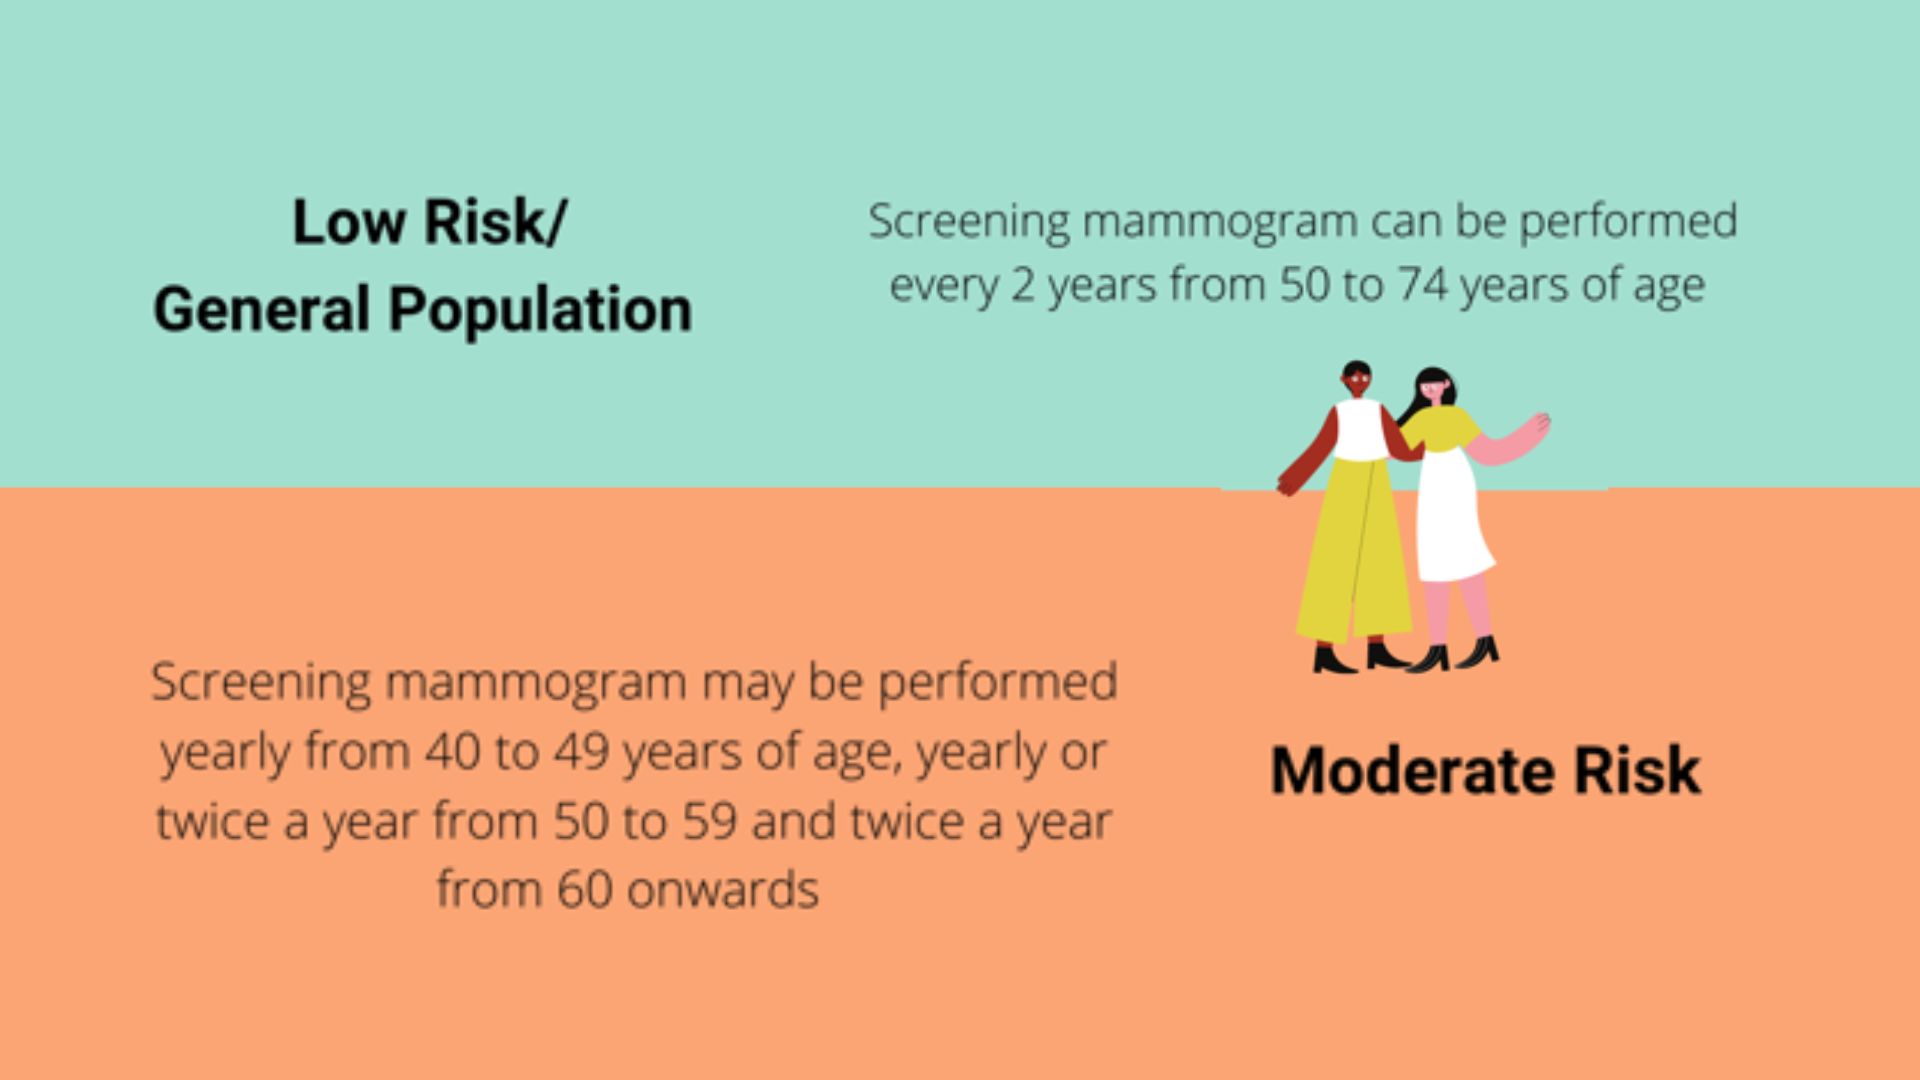 Low Risk/
General Population
Screening mammogram can be performed
every 2 years from 50 to 74 years of age
Screening mammogram may be performed
yearly from 40 to 49 years of age, yearly or
twice a year from 50 to 59 and twice a year
from 60 onwards
Moderate Risk